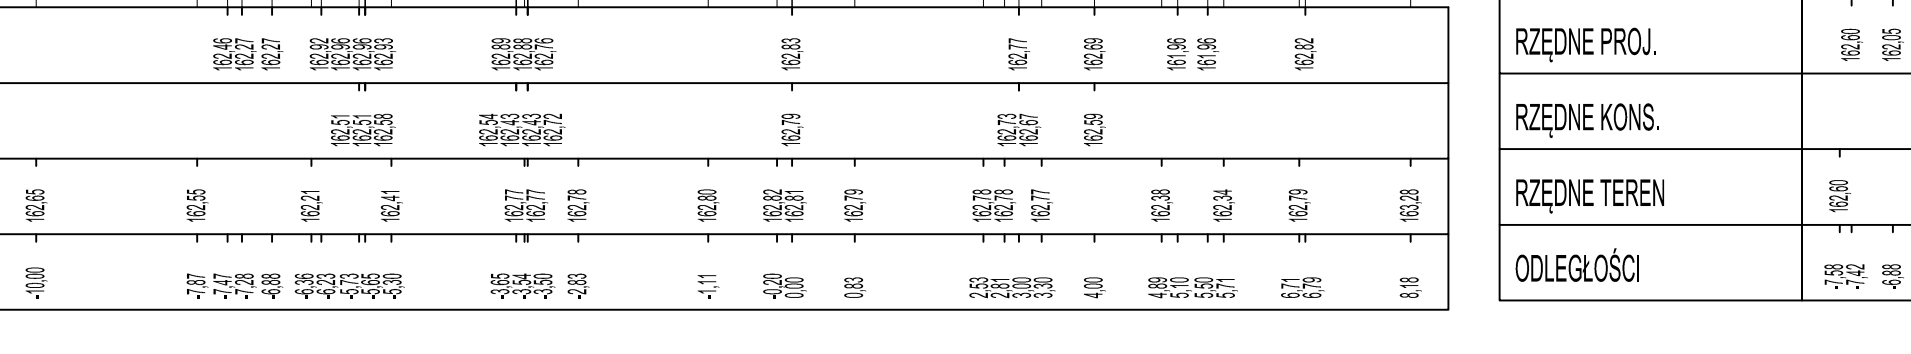 162,46 162,27 162,27 162,92 162,96 162,96 162,93 162,89 162,88 162,76 162,83 162,77 162,69 161,96 161,96 162,82
162,51 162,51 162,58 162,54 162,43 162,43 162,72 162,79 162,73 162,67 162,59
162,65 162,55 162,21 162,41 162,77 162,77 162,78 162,80 162,82 162,81 162,79 162,78 162,78 162,77 162,38 162,34 162,79 163,28
-10,00 -7,87 -7,47 -7,28 -6,88 -6,36 -6,23 -5,73 -5,65 -5,30 -3,65 -3,54 -3,50 -2,83 -1,11 -0,20 0,00 0,83 2,53 2,81 3,00 3,30 4,00 4,89 5,10 5,50 5,71 6,71 6,79 8,18
RZĘDNE PROJ. 162,60 162,05
RZĘDNE KONS.
RZĘDNE TEREN 162,60
ODLEGŁOŚCI -7,58 -7,42 -6,88